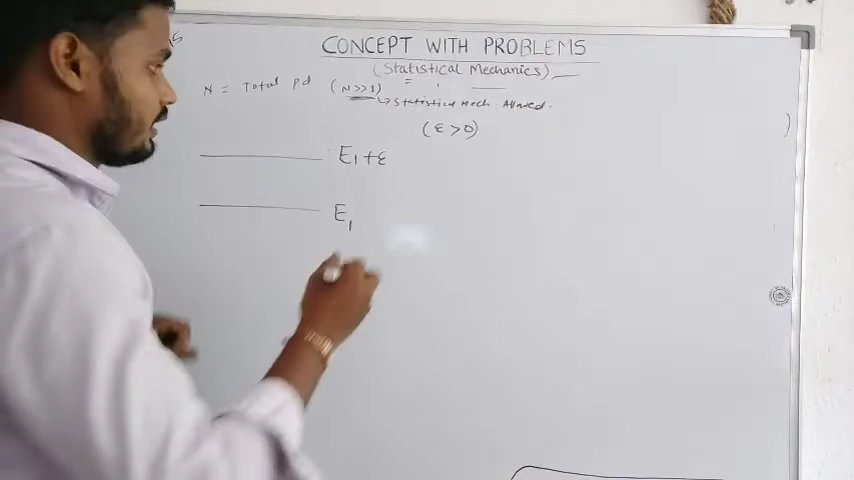 CONCEPT WITH PROBLEMS
(Statistical Mechanics)
N = Total Pd (N>>1)
↳ Statistical Mech. Allowed.
(ε > 0)
E₁+ε
E₁